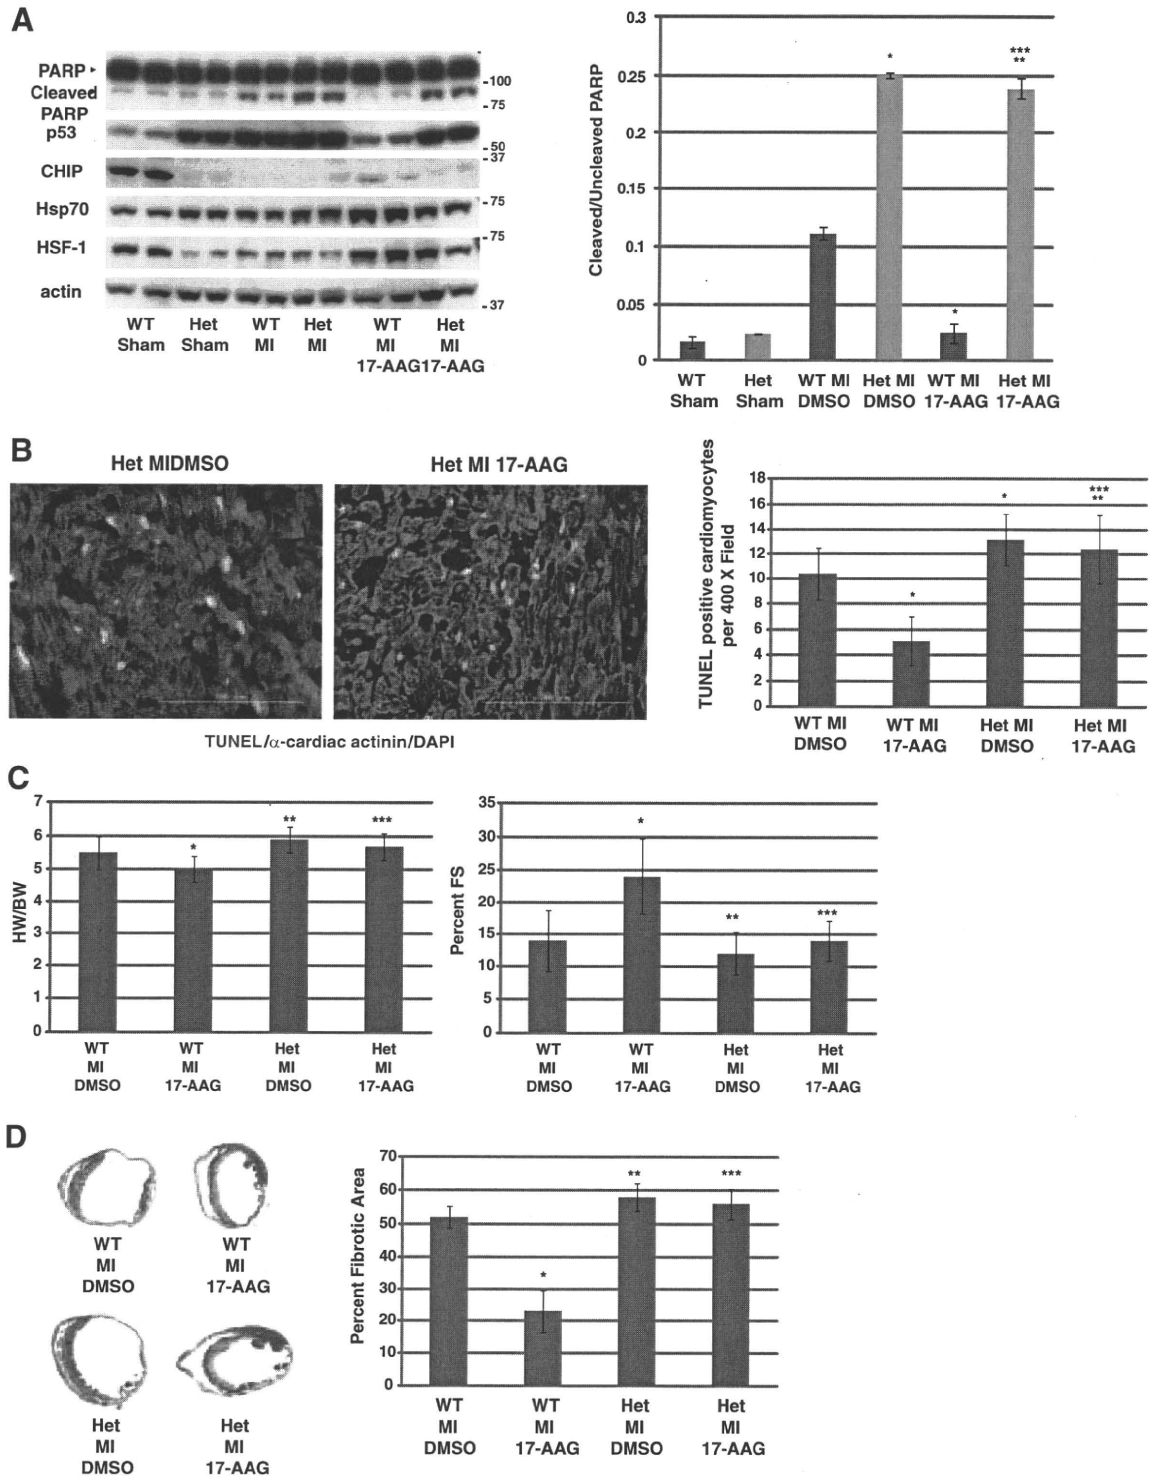 A
PARP
Cleaved
PARP
p53
CHIP
Hsp70
HSF-1
actin
100
75
50
37
75
75
37
WT
Sham
Het
Sham
WT
MI
Het
MI
WT
MI
17-AAG
Het
MI
17-AAG
Cleaved/Uncleaved PARP
0.3
0.25
0.2
0.15
0.1
0.05
0
*
***
**
*
WT
Sham
Het
Sham
WT MI
DMSO
Het MI
DMSO
WT MI
17-AAG
Het MI
17-AAG
B
Het MIDMSO
Het MI 17-AAG
TUNEL/α-cardiac actinin/DAPI
TUNEL positive cardiomyocytes
per 400 X Field
18
16
14
12
10
8
6
4
2
0
*
*
***
**
WT MI
DMSO
WT MI
17-AAG
Het MI
DMSO
Het MI
17-AAG
C
HW/BW
7
6
5
4
3
2
1
0
*
**
***
WT
MI
DMSO
WT
MI
17-AAG
Het
MI
DMSO
Het
MI
17-AAG
Percent FS
35
30
25
20
15
10
5
0
*
**
***
WT
MI
DMSO
WT
MI
17-AAG
Het
MI
DMSO
Het
MI
17-AAG
D
WT
MI
DMSO
WT
MI
17-AAG
Het
MI
DMSO
Het
MI
17-AAG
Percent Fibrotic Area
70
60
50
40
30
20
10
0
*
**
***
WT
MI
DMSO
WT
MI
17-AAG
Het
MI
DMSO
Het
MI
17-AAG